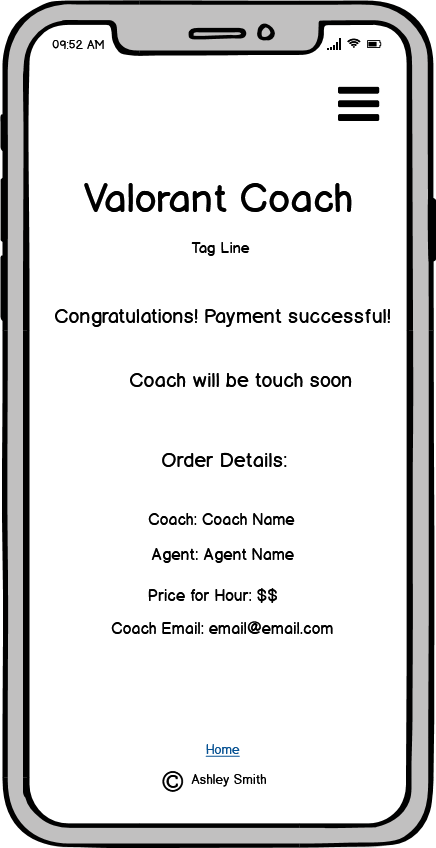 09:52 AM
Valorant Coach
Tag Line
Congratulations! Payment successful!
Coach will be touch soon
Order Details:
Coach: Coach Name
Agent: Agent Name
Price for Hour: $$
Coach Email: email@email.com
Home
© Ashley Smith